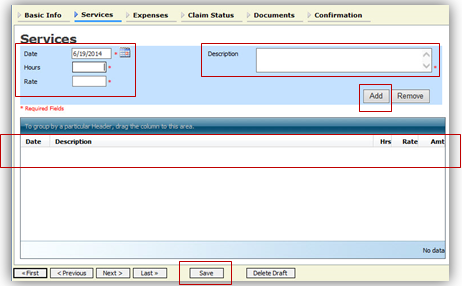 Basic Info Services Expenses Claim Status Documents Confirmation
Services
Date 6/19/2014 * Description *
Hours *
Rate *
Add Remove
* Required Fields
To group by a particular Header, drag the column to this area.
Date Description Hrs Rate Amt
No data
« First < Previous Next > Last » Save Delete Draft